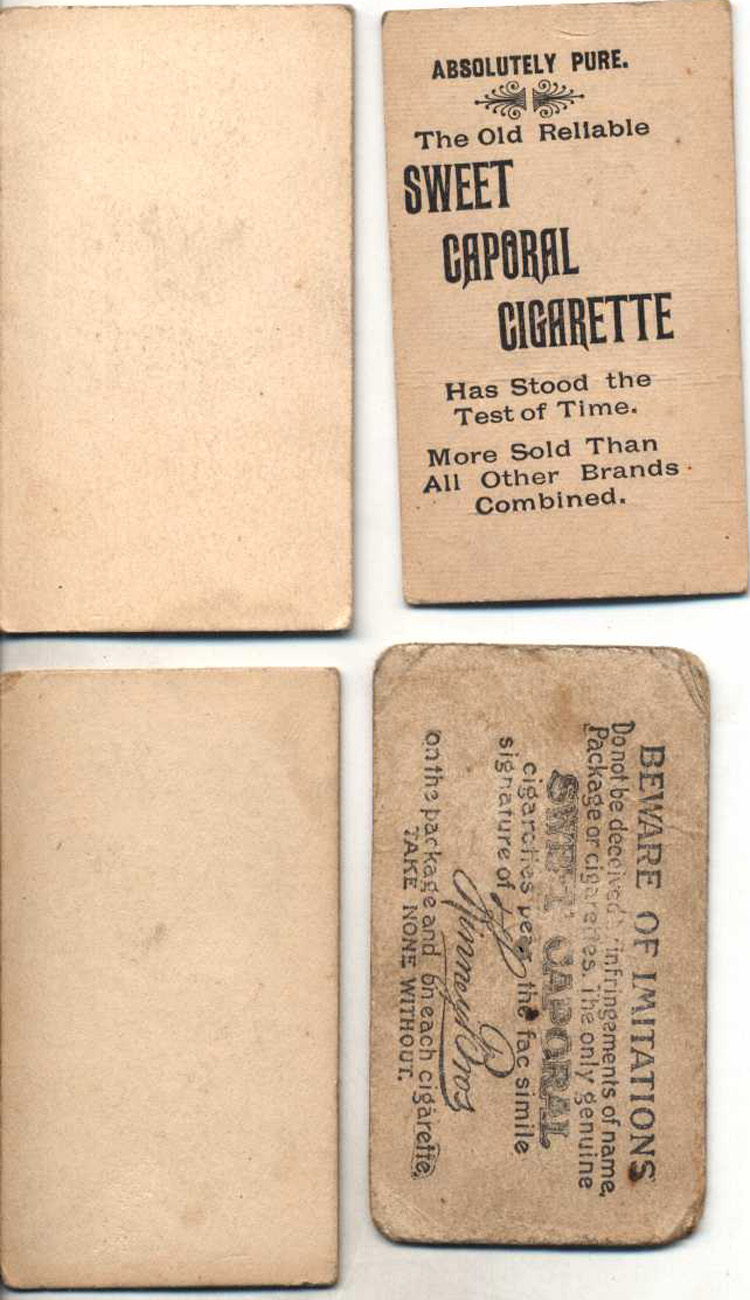 ABSOLUTELY PURE.
The Old Reliable
SWEET
CAPORAL
CIGARETTE
Has Stood the
Test of Time.
More Sold Than
All Other Brands
Combined.
BEWARE OF IMITATIONS
Do not be deceived infringements of name,
Package or cigarettes. The only genuine
SWEET CAPORAL
cigarettes bear the fac simile
signature of
Kinney Bros
on the package and on each cigarette.
TAKE NONE WITHOUT.